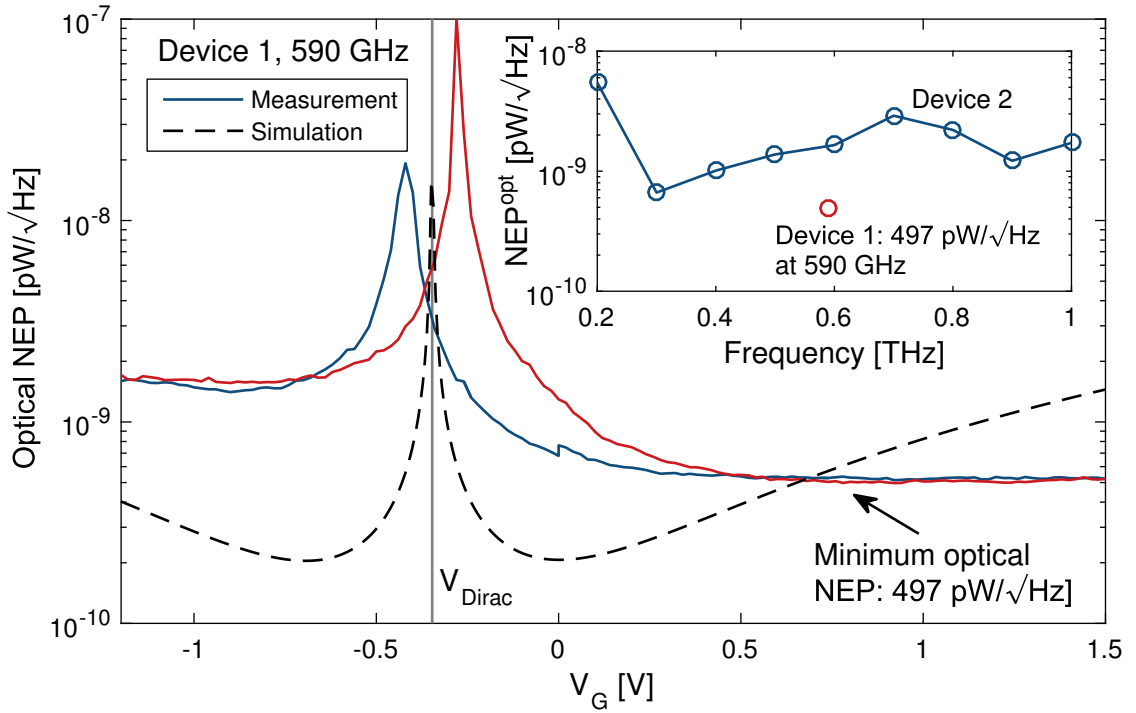 10^-7
10^-8
10^-9
10^-10
Optical NEP [pW/√Hz]
Device 1, 590 GHz
Measurement
Simulation
V_Dirac
Minimum optical
NEP: 497 pW/√Hz]
-1
-0.5
0
0.5
1
1.5
V_G [V]
10^-8
10^-9
10^-10
NEP^opt [pW/√Hz]
Device 2
Device 1: 497 pW/√Hz
at 590 GHz
0.2
0.4
0.6
0.8
1
Frequency [THz]